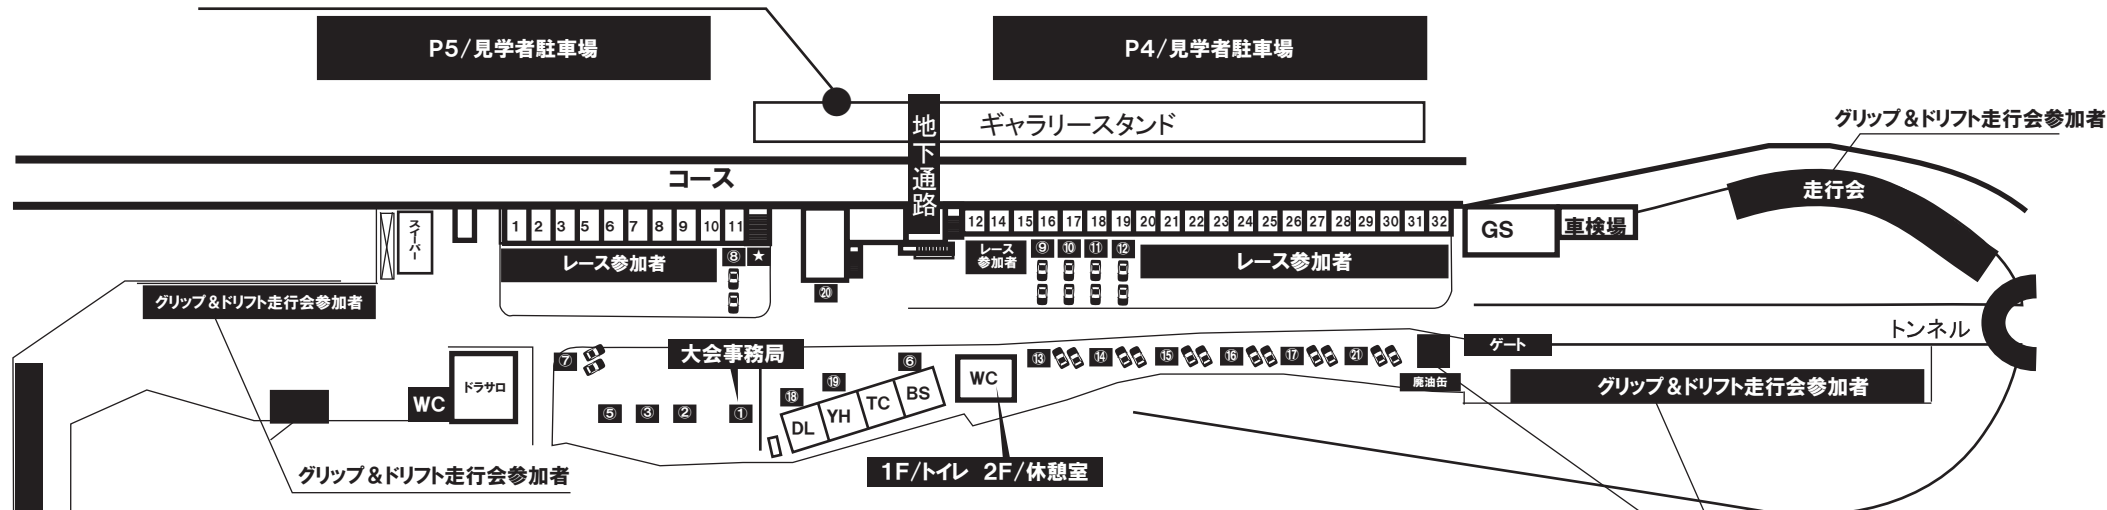 P5/見学者駐車場
P4/見学者駐車場
地下通路
ギャラリースタンド
グリップ&ドリフト走行会参加者
コース
走行会
スイーパー
1 2 3 5 6 7 8 9 10 11
12 14 15 16 17 18 19 20 21 22 23 24 25 26 27 28 29 30 31 32
GS
車検場
レース参加者
⑧ ★
レース
参加者
⑨ ⑩ ⑪ ⑫
レース参加者
⑳
グリップ&ドリフト走行会参加者
トンネル
ゲート
大会事務局
⑦
⑥
⑬ ⑭ ⑮ ⑯ ⑰ ㉑
WC
ドラサロ
WC
廃油缶
グリップ&ドリフト走行会参加者
⑤ ③ ② ①
⑱ ⑲
DL YH TC BS
1F/トイレ 2F/休憩室
グリップ&ドリフト走行会参加者